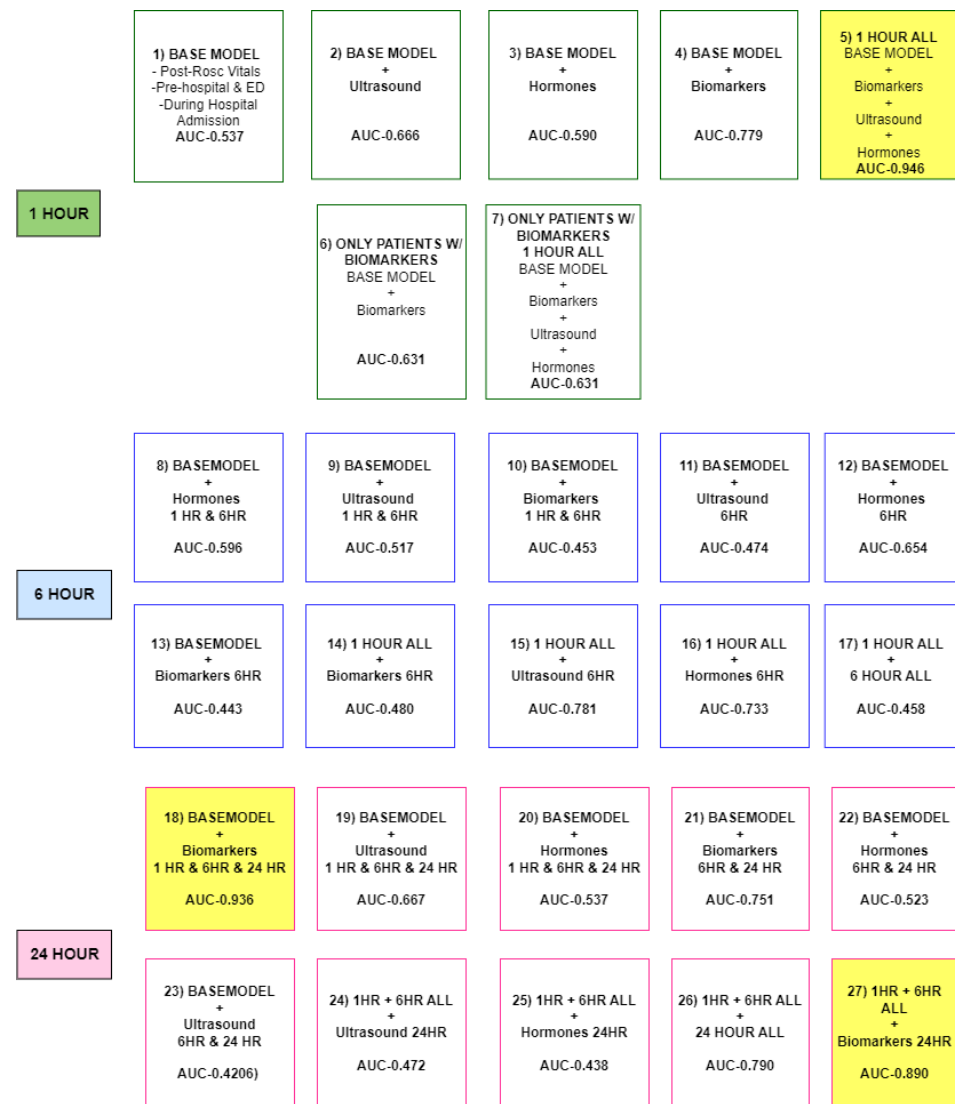 1) BASE MODEL
- Post-Rosc Vitals
-Pre-hospital & ED
-During Hospital
Admission
AUC-0.537
2) BASE MODEL
+
Ultrasound
AUC-0.666
3) BASE MODEL
+
Hormones
AUC-0.590
4) BASE MODEL
+
Biomarkers
AUC-0.779
5) 1 HOUR ALL
BASE MODEL
+
Biomarkers
+
Ultrasound
+
Hormones
AUC-0.946
1 HOUR
6) ONLY PATIENTS W/
BIOMARKERS
BASE MODEL
+
Biomarkers
AUC-0.631
7) ONLY PATIENTS W/
BIOMARKERS
1 HOUR ALL
BASE MODEL
+
Biomarkers
+
Ultrasound
+
Hormones
AUC-0.631
8) BASEMODEL
+
Hormones
1 HR & 6HR
AUC-0.596
9) BASEMODEL
+
Ultrasound
1 HR & 6HR
AUC-0.517
10) BASEMODEL
+
Biomarkers
1 HR & 6HR
AUC-0.453
11) BASEMODEL
+
Ultrasound
6HR
AUC-0.474
12) BASEMODEL
+
Hormones
6HR
AUC-0.654
6 HOUR
13) BASEMODEL
+
Biomarkers 6HR
AUC-0.443
14) 1 HOUR ALL
+
Biomarkers 6HR
AUC-0.480
15) 1 HOUR ALL
+
Ultrasound 6HR
AUC-0.781
16) 1 HOUR ALL
+
Hormones 6HR
AUC-0.733
17) 1 HOUR ALL
+
6 HOUR ALL
AUC-0.458
18) BASEMODEL
+
Biomarkers
1 HR & 6HR & 24 HR
AUC-0.936
19) BASEMODEL
+
Ultrasound
1 HR & 6HR & 24 HR
AUC-0.667
20) BASEMODEL
+
Hormones
1 HR & 6HR & 24 HR
AUC-0.537
21) BASEMODEL
+
Biomarkers
6HR & 24 HR
AUC-0.751
22) BASEMODEL
+
Hormones
6HR & 24 HR
AUC-0.523
24 HOUR
23) BASEMODEL
+
Ultrasound
6HR & 24 HR
AUC-0.4206)
24) 1HR + 6HR ALL
+
Ultrasound 24HR
AUC-0.472
25) 1HR + 6HR ALL
+
Hormones 24HR
AUC-0.438
26) 1HR + 6HR ALL
+
24 HOUR ALL
AUC-0.790
27) 1HR + 6HR
ALL
+
Biomarkers 24HR
AUC-0.890